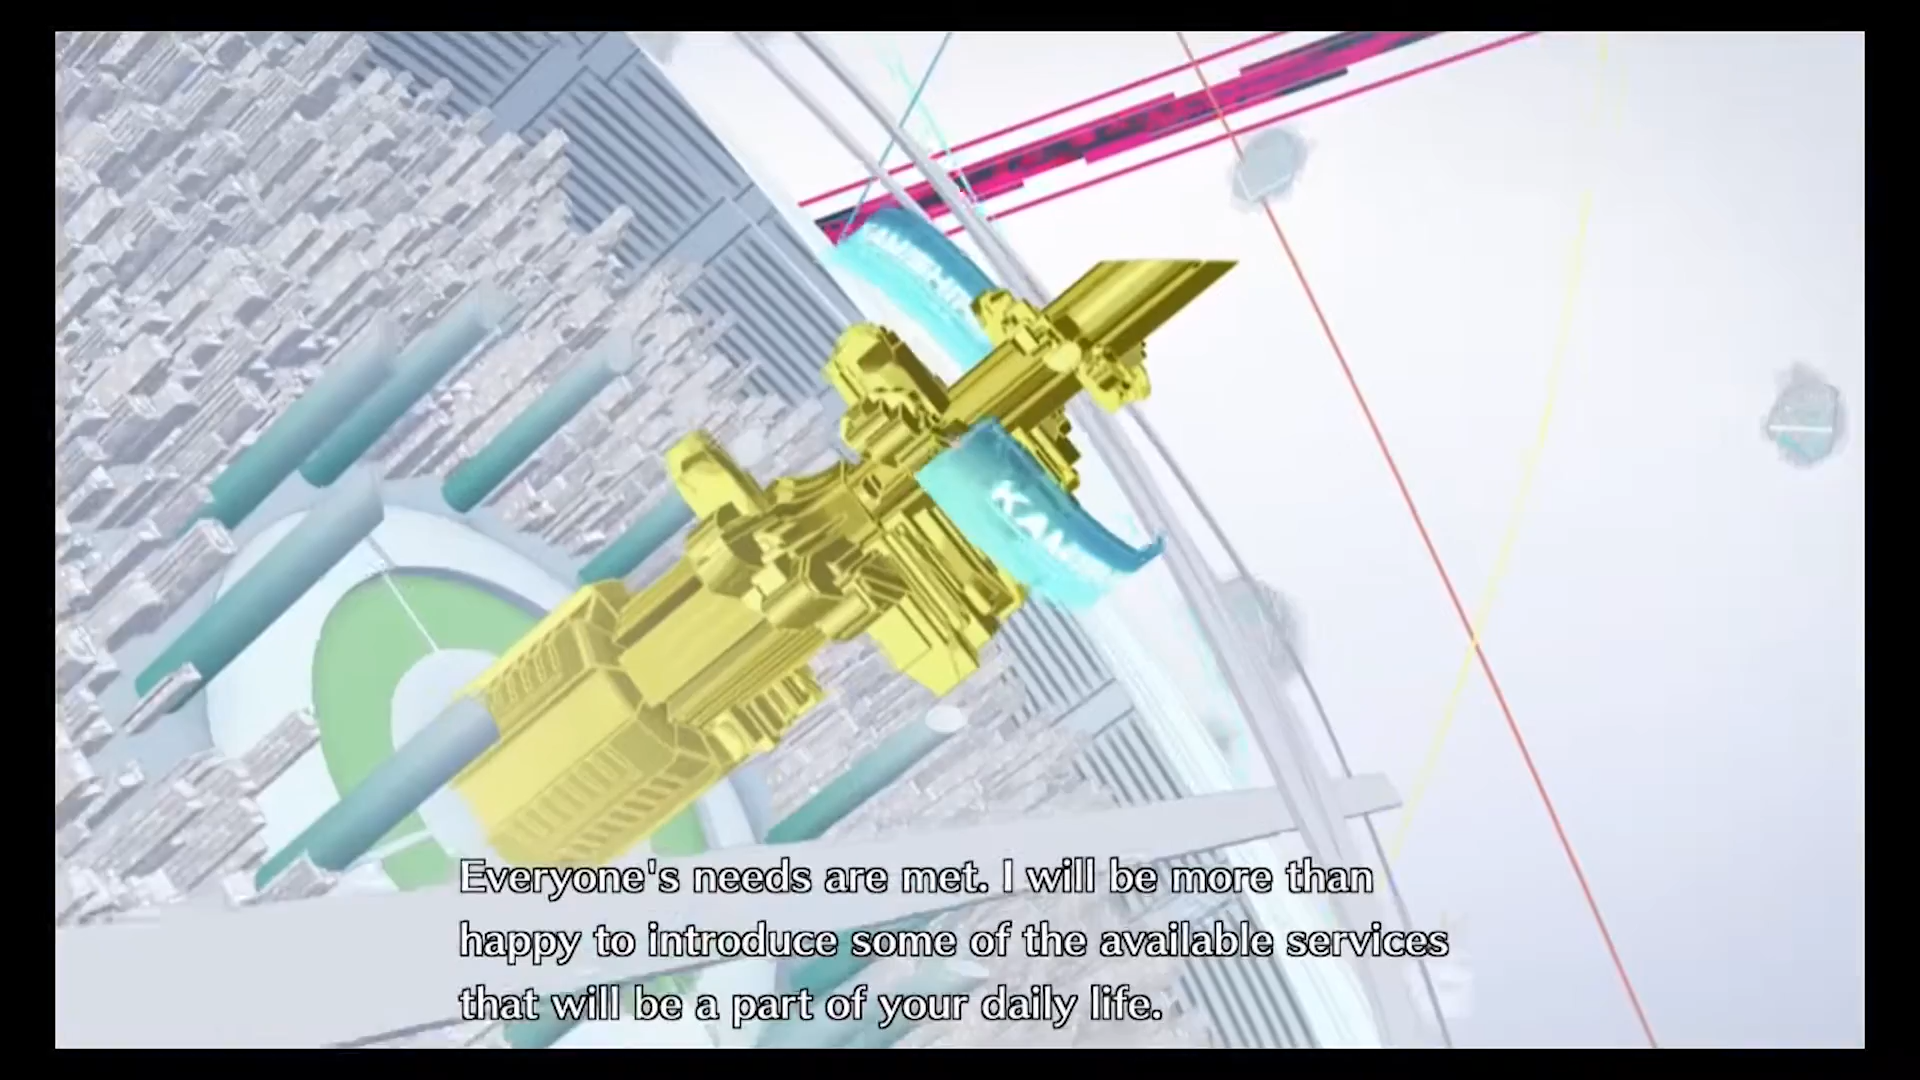 Everyone's needs are met. I will be more than
happy to introduce some of the available services
that will be a part of your daily life.